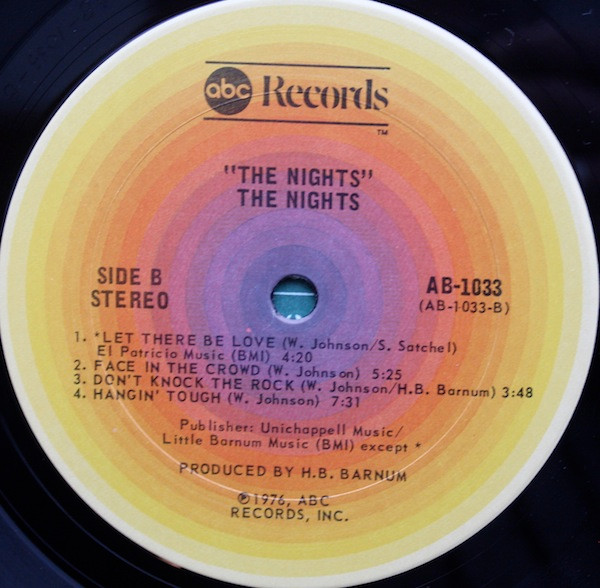 abc Records
TM
"THE NIGHTS"
THE NIGHTS
SIDE B
STEREO
AB-1033
(AB-1033-B)
1. *LET THERE BE LOVE (W. Johnson/S. Satchel)
El Patricio Music (BMI) 4:20
2. FACE IN THE CROWD (W. Johnson) 5:25
3. DON'T KNOCK THE ROCK (W. Johnson/H.B. Barnum) 3:48
4. HANGIN' TOUGH (W. Johnson) 7:31
Publisher: Unichappell Music/
Little Barnum Music (BMI) except *
PRODUCED BY H.B. BARNUM
℗1976, ABC
RECORDS, INC.